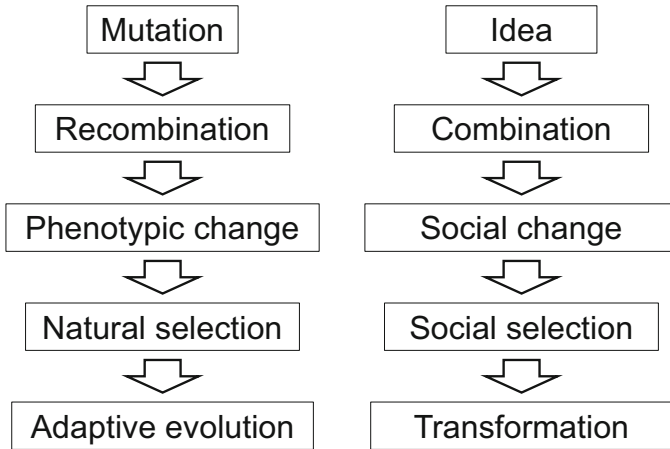 Mutation
Recombination
Phenotypic change
Natural selection
Adaptive evolution
Idea
Combination
Social change
Social selection
Transformation